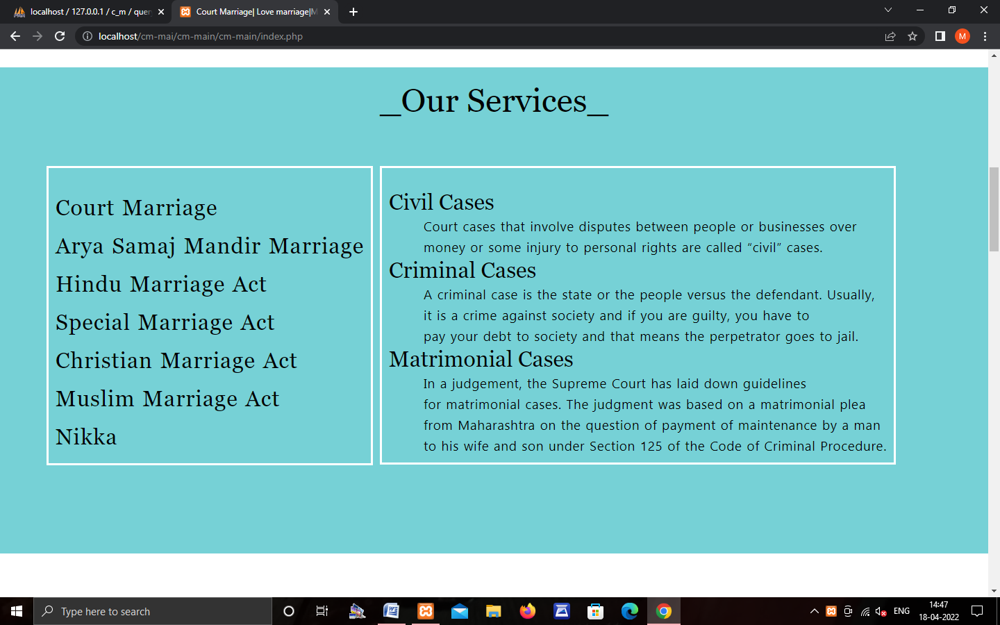 localhost / 127.0.0.1 / c_m / quer
Court Marriage| Love marriage|M
localhost/cm-mai/cm-main/cm-main/index.php
M
_Our Services_
Court Marriage
Arya Samaj Mandir Marriage
Hindu Marriage Act
Special Marriage Act
Christian Marriage Act
Muslim Marriage Act
Nikka
Civil Cases
Court cases that involve disputes between people or businesses over
money or some injury to personal rights are called “civil” cases.
Criminal Cases
A criminal case is the state or the people versus the defendant. Usually,
it is a crime against society and if you are guilty, you have to
pay your debt to society and that means the perpetrator goes to jail.
Matrimonial Cases
In a judgement, the Supreme Court has laid down guidelines
for matrimonial cases. The judgment was based on a matrimonial plea
from Maharashtra on the question of payment of maintenance by a man
to his wife and son under Section 125 of the Code of Criminal Procedure.
Type here to search
ENG
14:47
18-04-2022